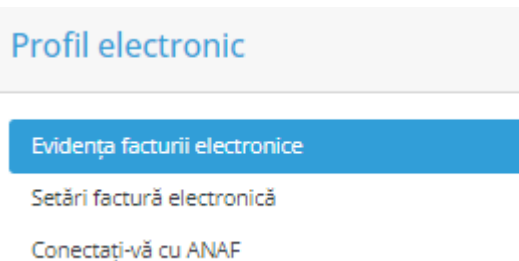 Profil electronic
Evidența facturii electronice
Setări factură electronică
Conectați-vă cu ANAF